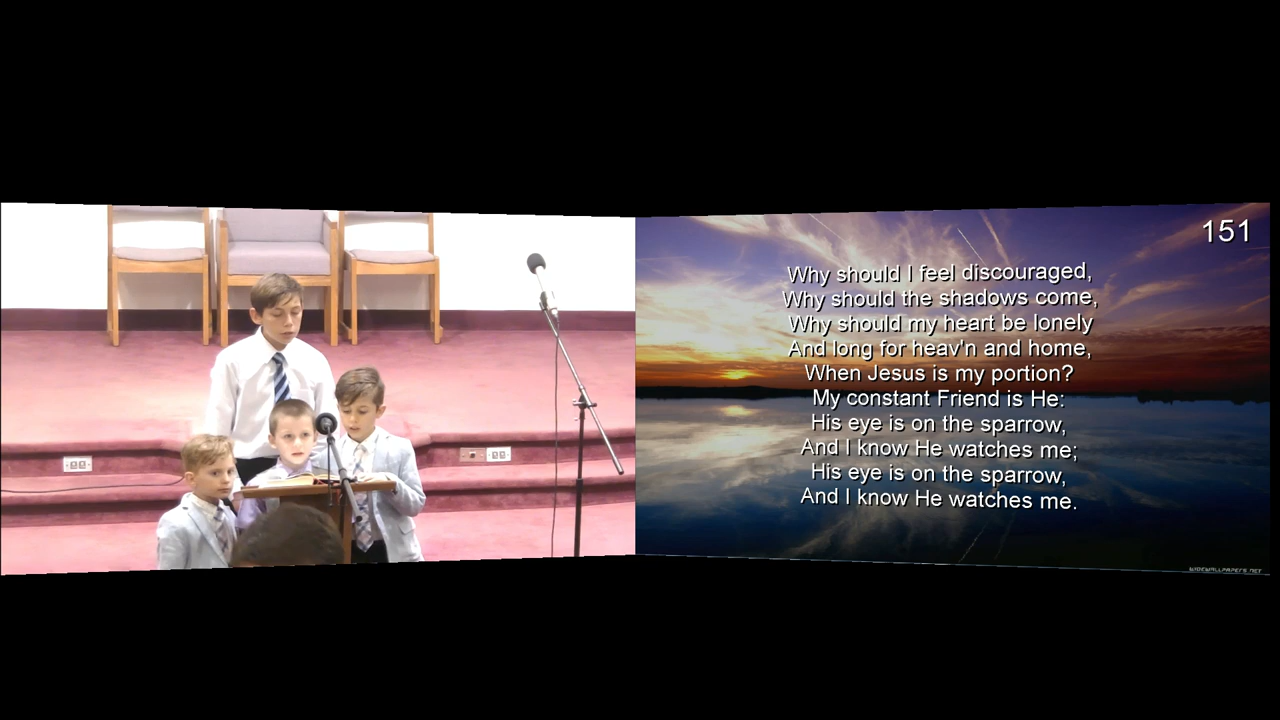 151
Why should I feel discouraged,
Why should the shadows come,
Why should my heart be lonely
And long for heav'n and home,
When Jesus is my portion?
My constant Friend is He:
His eye is on the sparrow,
And I know He watches me;
His eye is on the sparrow,
And I know He watches me.
WIDEWALLPAPERS.NET